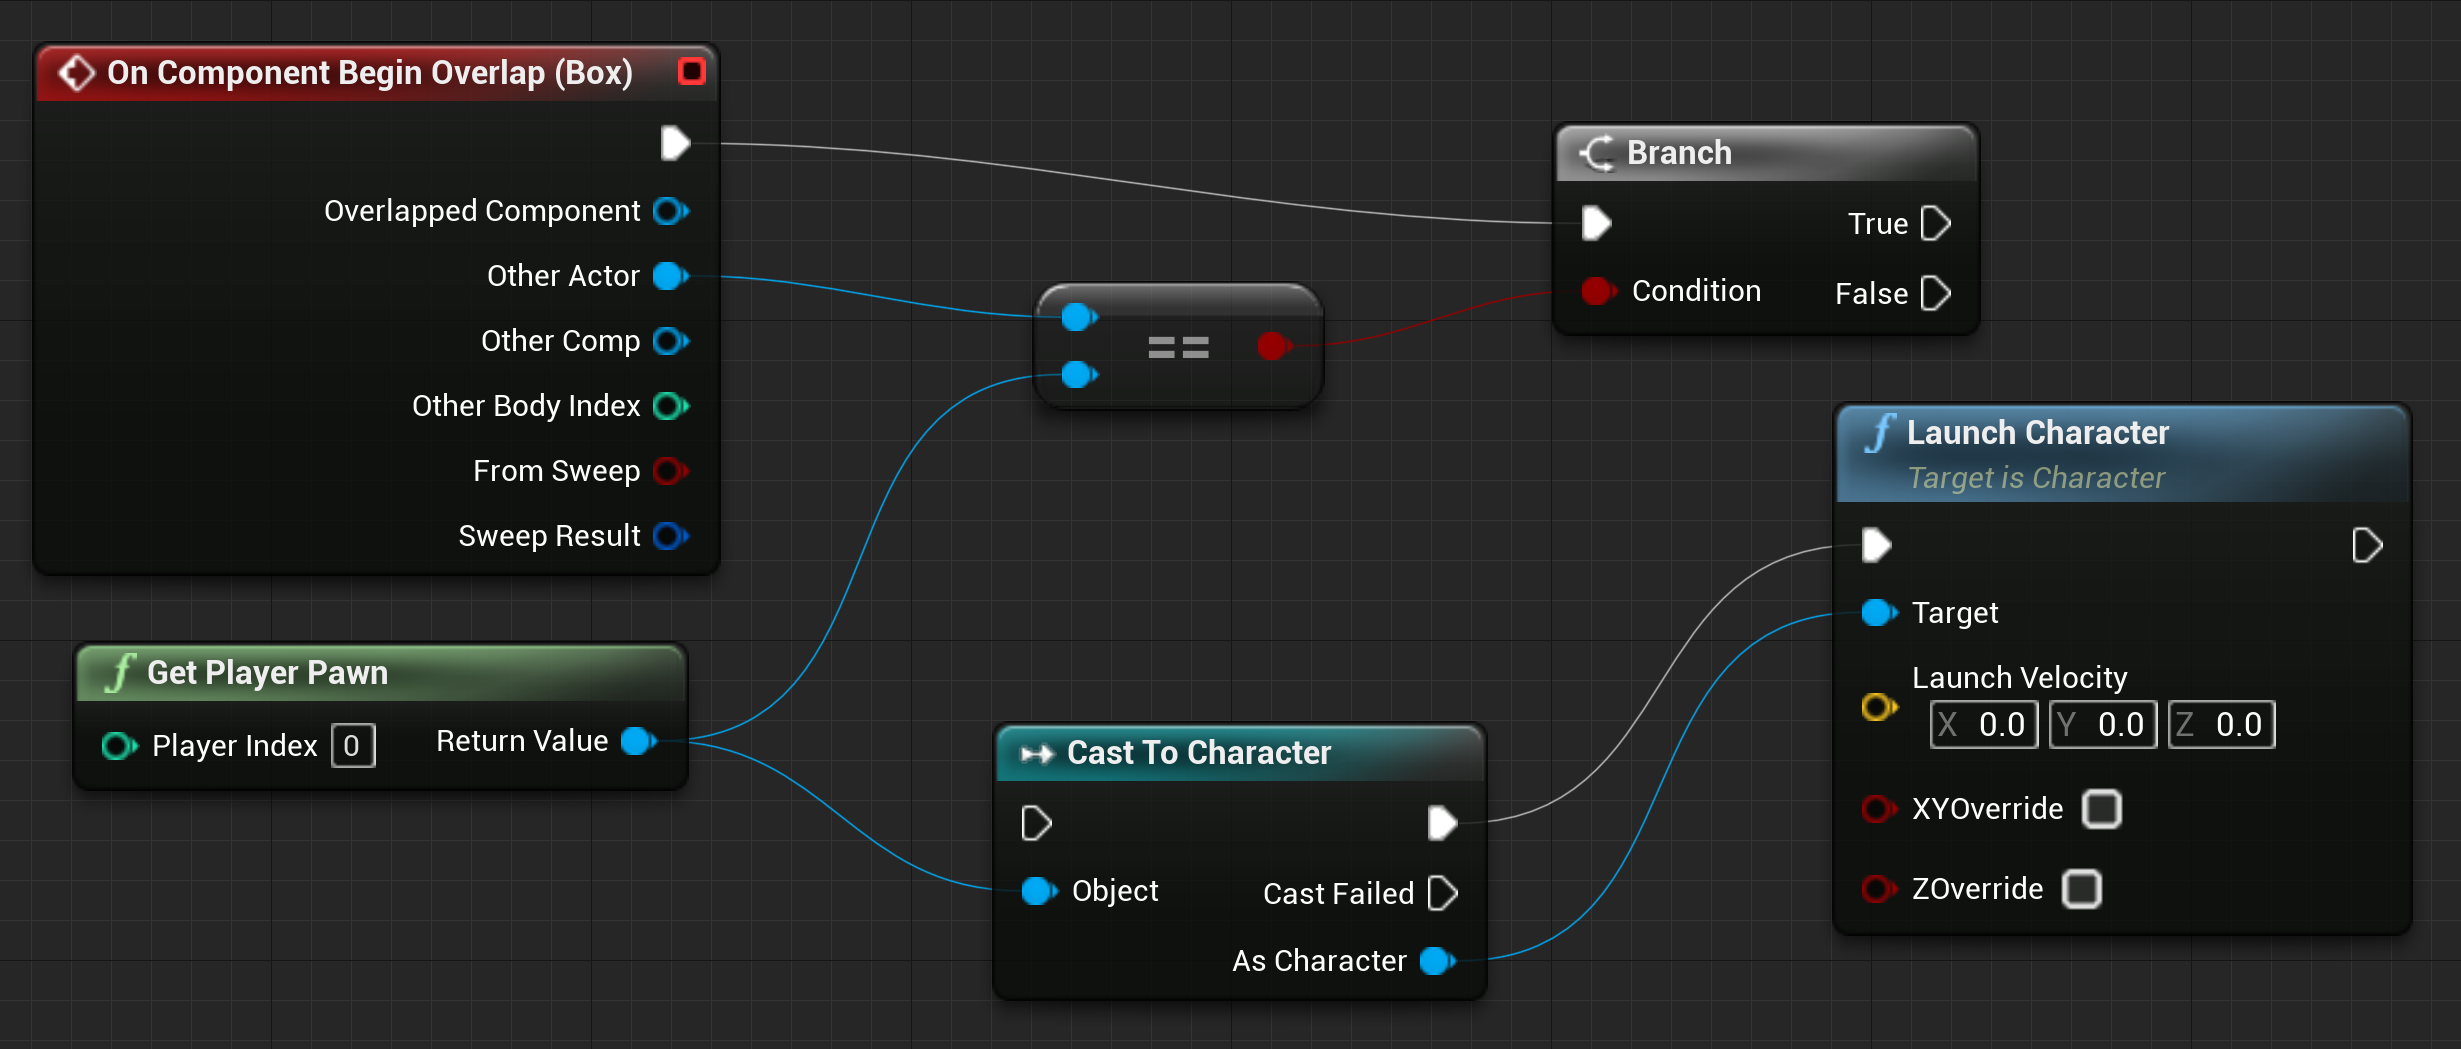 On Component Begin Overlap (Box)
Overlapped Component
Other Actor
Other Comp
Other Body Index
From Sweep
Sweep Result
Get Player Pawn
Player Index 0
Return Value
==
Branch
True
Condition
False
Cast To Character
Object
Cast Failed
As Character
Launch Character
Target is Character
Target
Launch Velocity
X 0.0 Y 0.0 Z 0.0
XYOverride
ZOverride